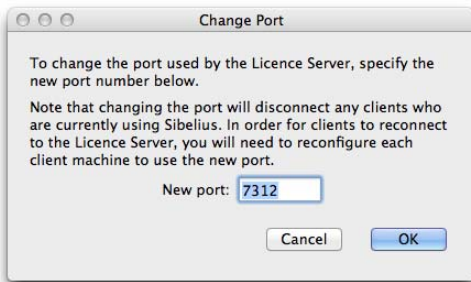 Change Port
To change the port used by the Licence Server, specify the
new port number below.
Note that changing the port will disconnect any clients who
are currently using Sibelius. In order for clients to reconnect
to the Licence Server, you will need to reconfigure each
client machine to use the new port.
New port: 7312
Cancel OK